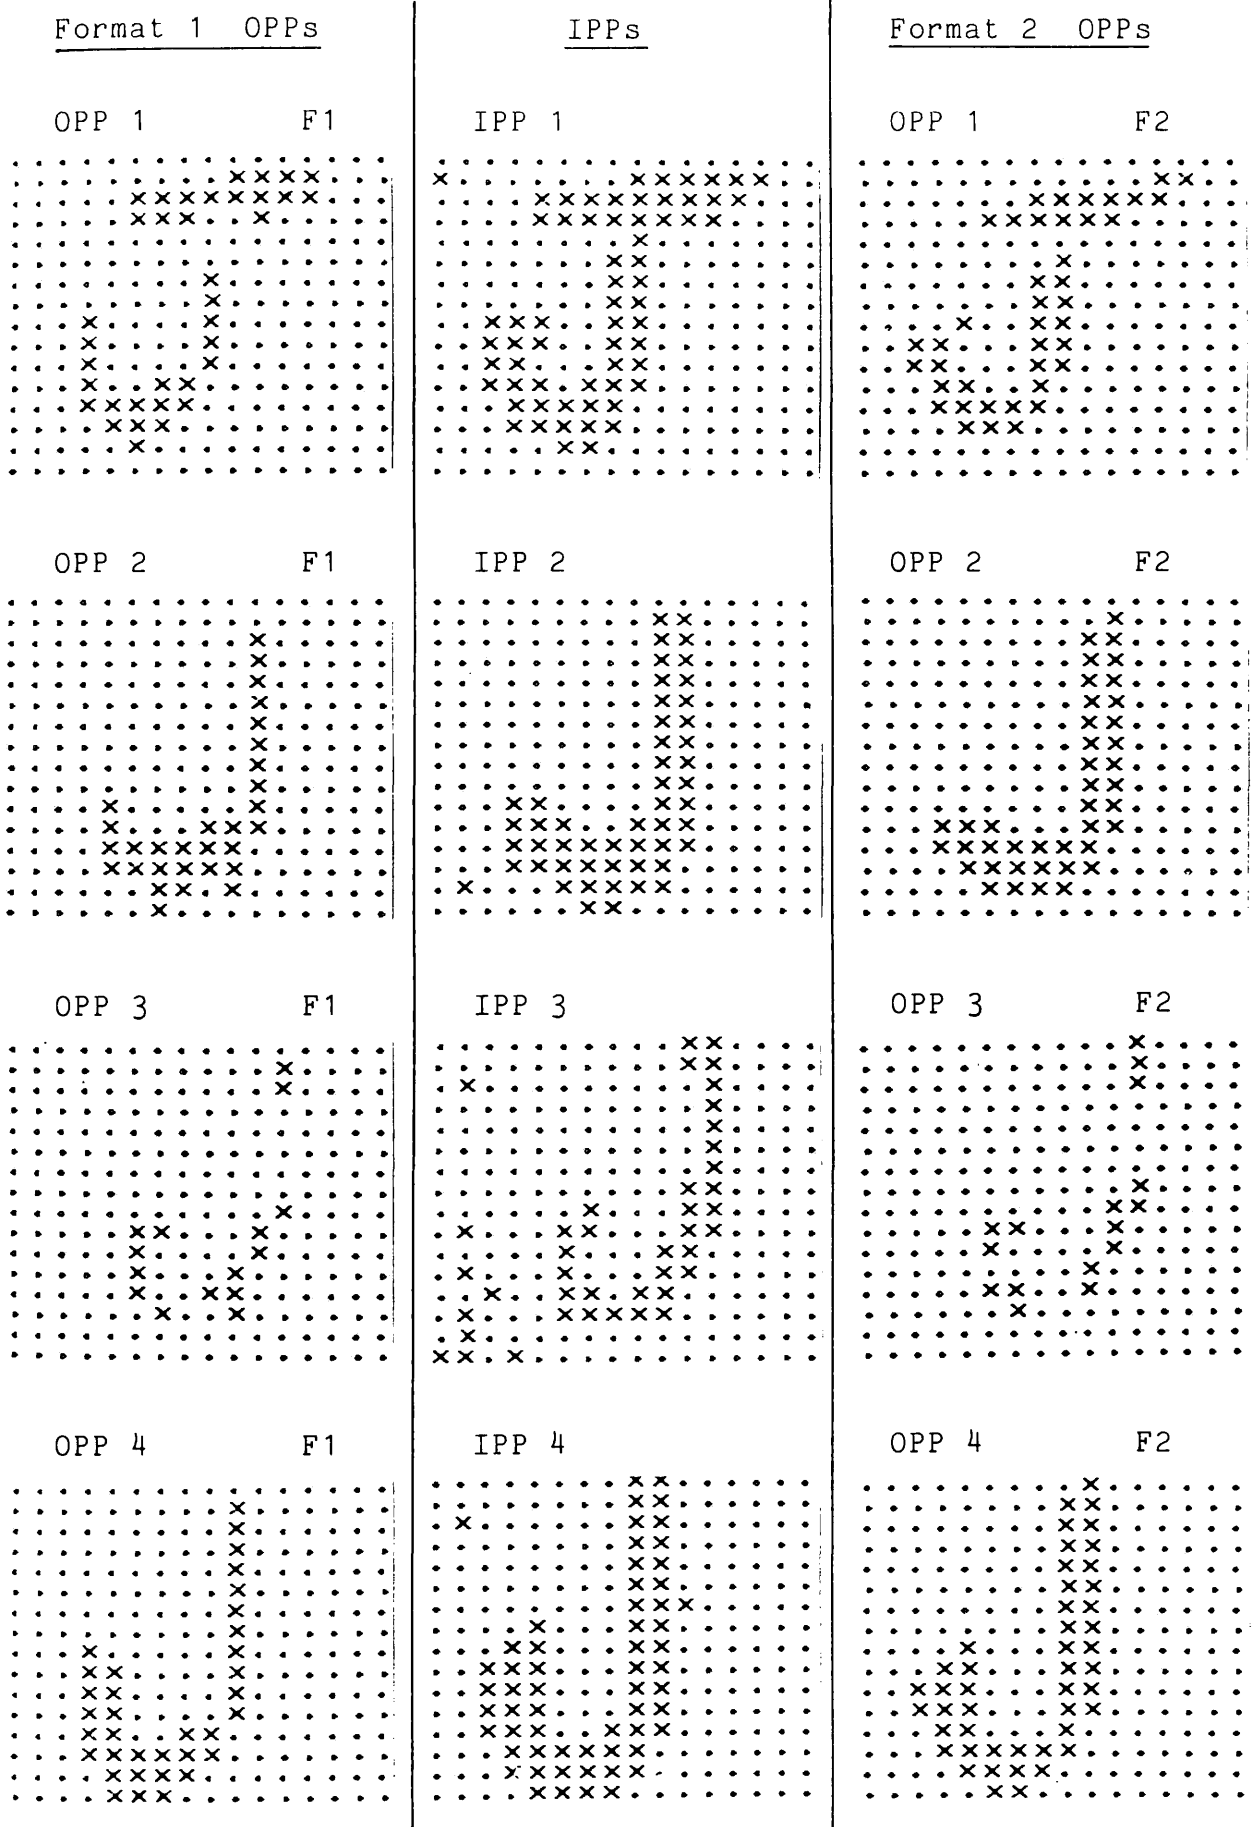 Format 1 OPPs
IPPs
Format 2 OPPs
OPP 1 F1
IPP 1
OPP 1 F2
OPP 2 F1
IPP 2
OPP 2 F2
OPP 3 F1
IPP 3
OPP 3 F2
OPP 4 F1
IPP 4
OPP 4 F2